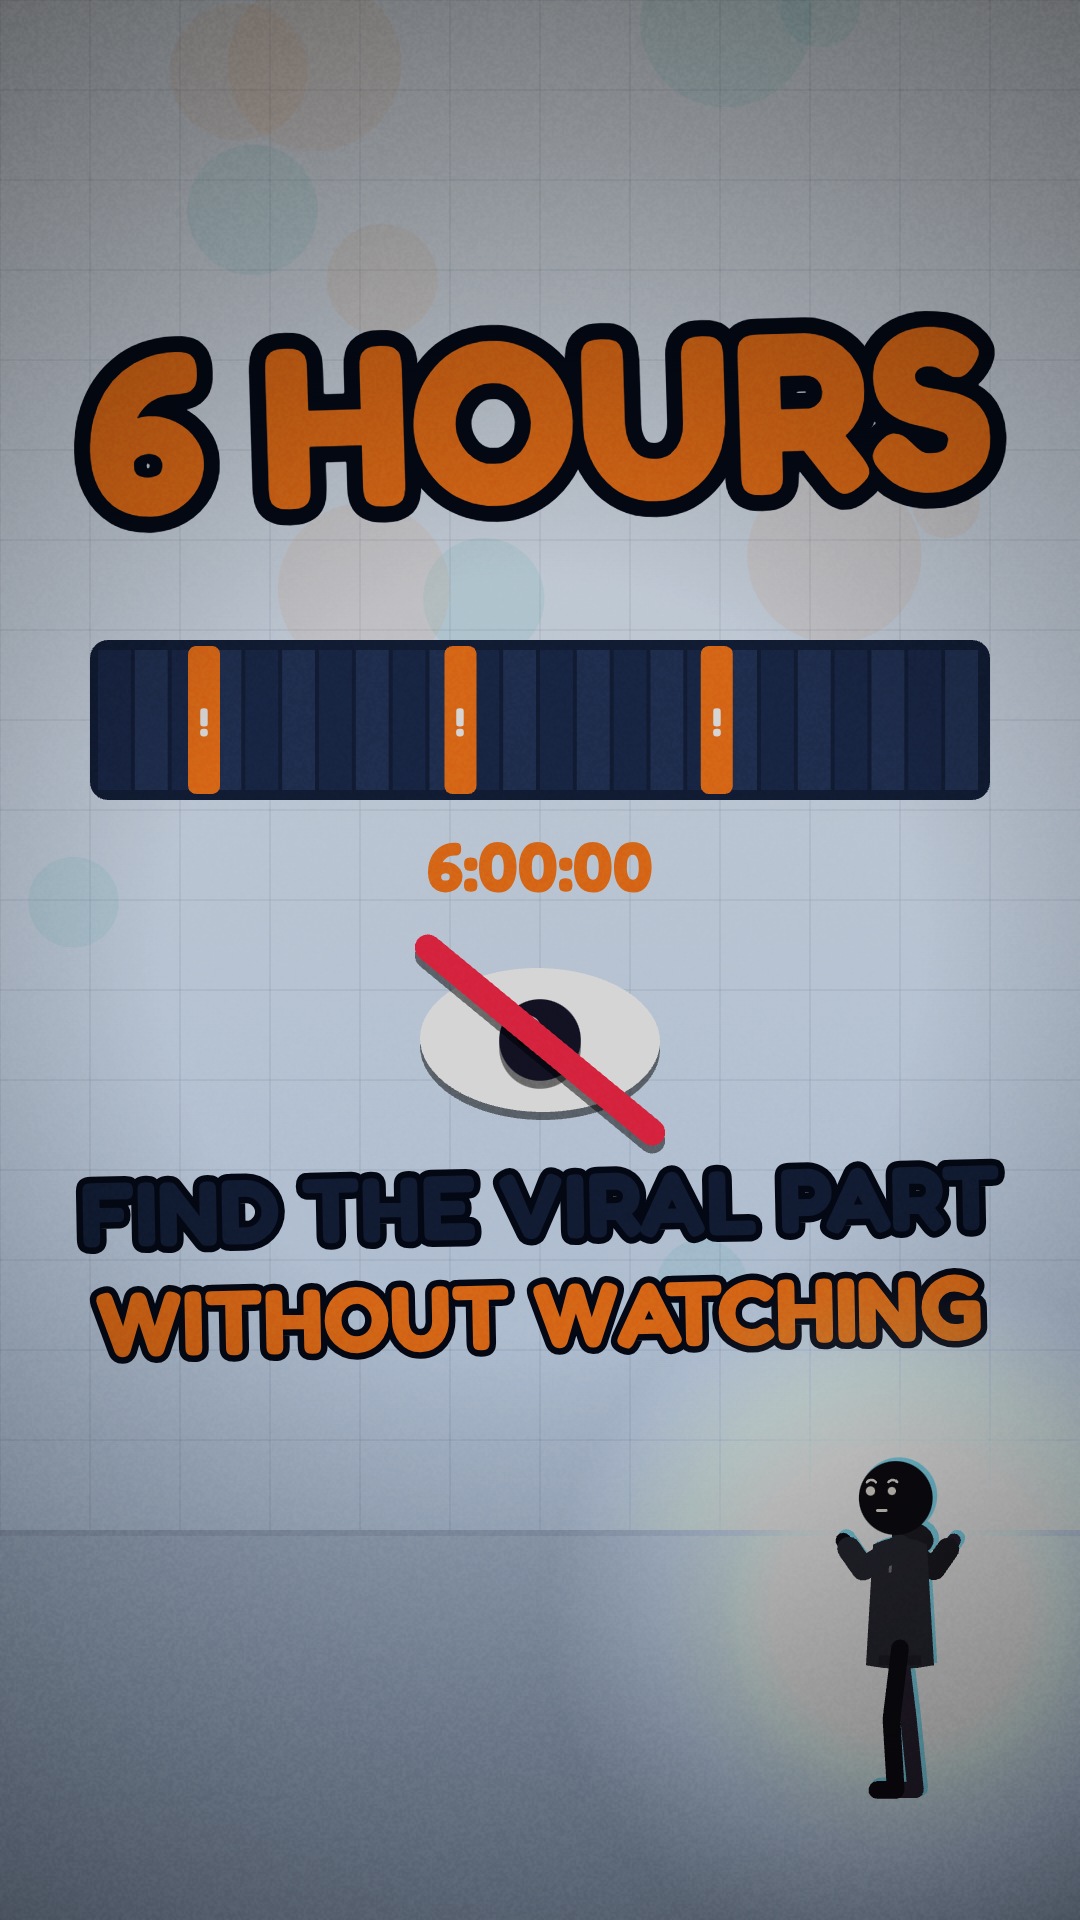 6 HOURS
! ! !
6:00:00
FIND THE VIRAL PART
WITHOUT WATCHING